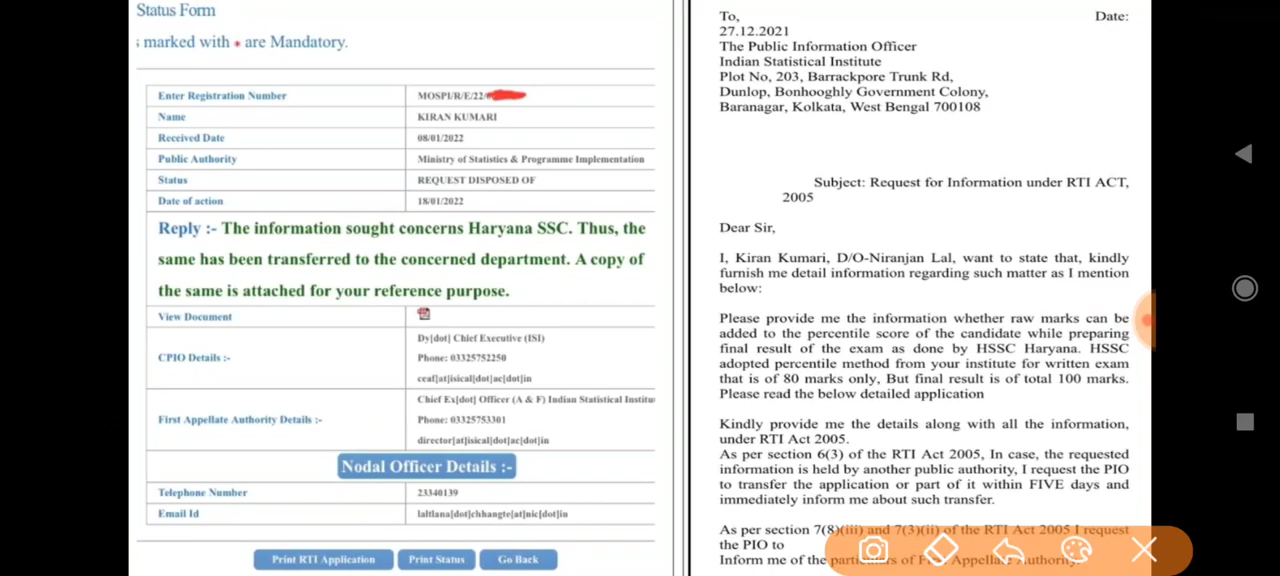 Status Form
marked with * are Mandatory.
Enter Registration Number MOSPI/R/E/22/
Name KIRAN KUMARI
Received Date 08/01/2022
Public Authority Ministry of Statistics & Programme Implementation
Status REQUEST DISPOSED OF
Date of action 18/01/2022
Reply :- The information sought concerns Haryana SSC. Thus, the
same has been transferred to the concerned department. A copy of
the same is attached for your reference purpose.
View Document
CPIO Details :-
Dy[dot] Chief Executive (ISI)
Phone: 03325752250
ceaf[at]isical[dot]ac[dot]in
First Appellate Authority Details :-
Chief Ex[dot] Officer (A & F) Indian Statistical Institu
Phone: 03325753301
director[at]isical[dot]ac[dot]in
Nodal Officer Details :-
Telephone Number 23340139
Email Id laltlana[dot]chhangte[at]nic[dot]in
Print RTI Application Print Status Go Back
To, Date:
27.12.2021
The Public Information Officer
Indian Statistical Institute
Plot No, 203, Barrackpore Trunk Rd,
Dunlop, Bonhooghly Government Colony,
Baranagar, Kolkata, West Bengal 700108
Subject: Request for Information under RTI ACT,
2005
Dear Sir,
I, Kiran Kumari, D/O-Niranjan Lal, want to state that, kindly
furnish me detail information regarding such matter as I mention
below:
Please provide me the information whether raw marks can be
added to the percentile score of the candidate while preparing
final result of the exam as done by HSSC Haryana. HSSC
adopted percentile method from your institute for written exam
that is of 80 marks only, But final result is of total 100 marks.
Please read the below detailed application
Kindly provide me the details along with all the information,
under RTI Act 2005.
As per section 6(3) of the RTI Act 2005, In case, the requested
information is held by another public authority, I request the PIO
to transfer the application or part of it within FIVE days and
immediately inform me about such transfer.
As per section 7(8)(iii) and 7(3)(ii) of the RTI Act 2005 I request
the PIO to
Inform me of the particulars of Appellate Authority